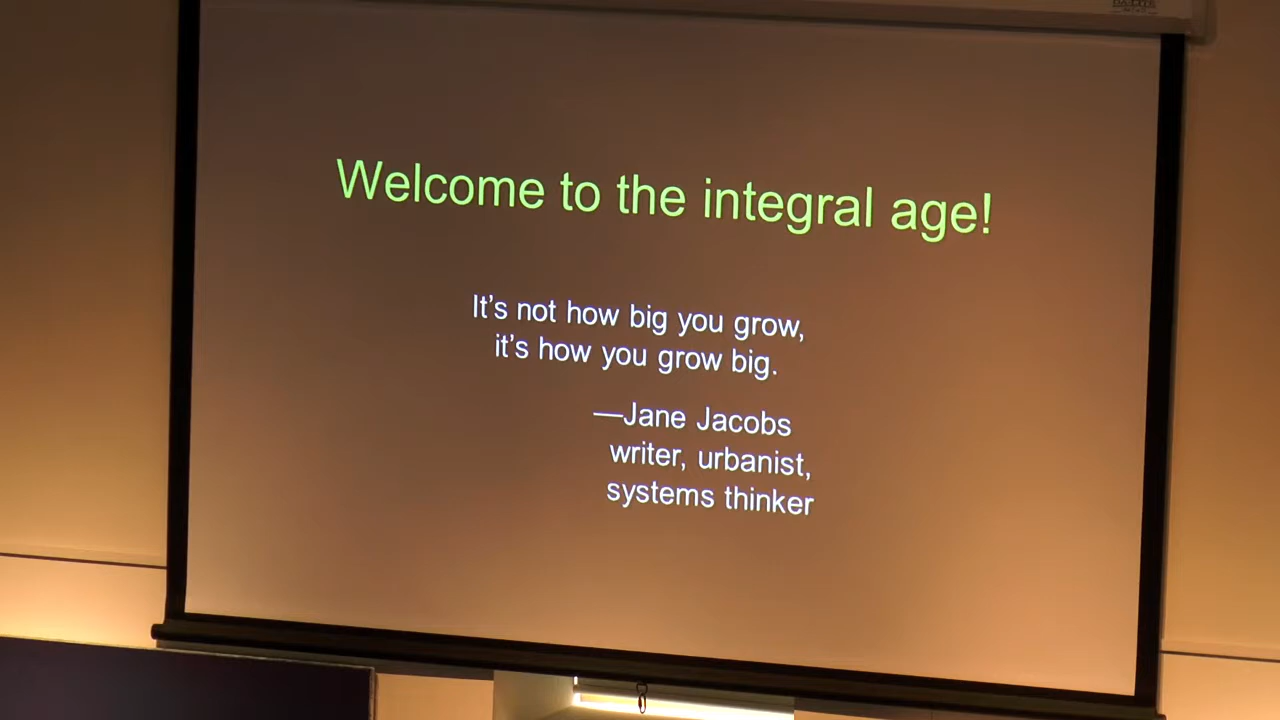 Welcome to the integral age!
It's not how big you grow,
it's how you grow big.
—Jane Jacobs
writer, urbanist,
systems thinker